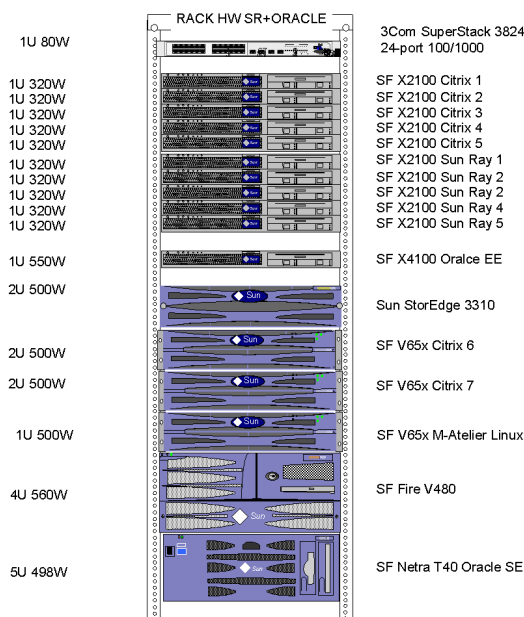 RACK HW SR+ORACLE
1U 80W
3Com SuperStack 3824
24-port 100/1000
1U 320W
SF X2100 Citrix 1
1U 320W
SF X2100 Citrix 2
1U 320W
SF X2100 Citrix 3
1U 320W
SF X2100 Citrix 4
1U 320W
SF X2100 Citrix 5
1U 320W
SF X2100 Sun Ray 1
1U 320W
SF X2100 Sun Ray 2
1U 320W
SF X2100 Sun Ray 2
1U 320W
SF X2100 Sun Ray 4
1U 320W
SF X2100 Sun Ray 5
1U 550W
SF X4100 Oralce EE
2U 500W
Sun
Sun StorEdge 3310
2U 500W
Sun
SF V65x Citrix 6
2U 500W
Sun
SF V65x Citrix 7
1U 500W
Sun
SF V65x M-Atelier Linux
4U 560W
Sun
SF Fire V480
5U 498W
Sun
SF Netra T40 Oracle SE